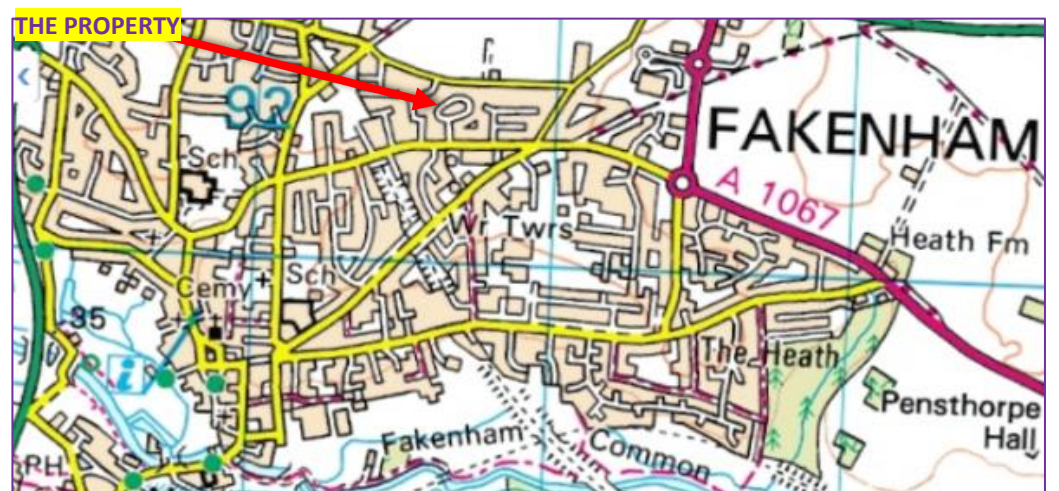 THE PROPERTY
92
Sch
FAKENHAM
A 1067
Wr Twrs
Heath Fm
Sch
Cemy
35
i
The Heath
Pensthorpe
Hall
Fakenham
Common
PH